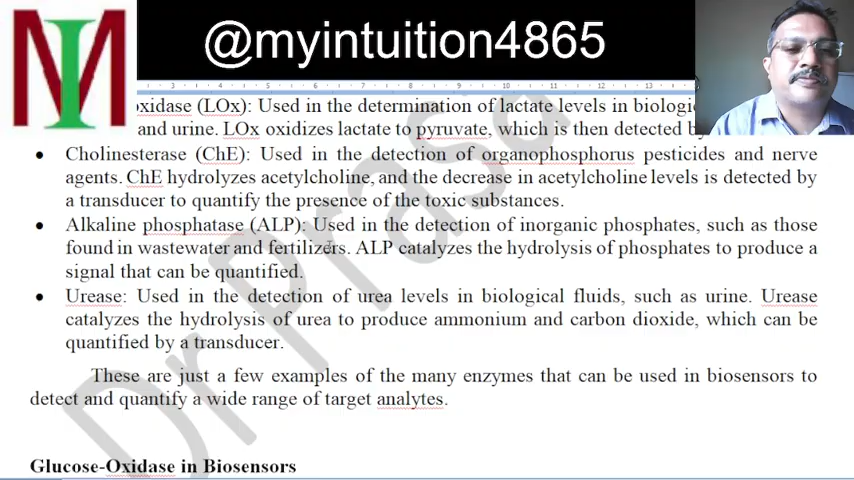 @myintuition4865
MI
oxidase (LOx): Used in the determination of lactate levels in
and urine. LOx oxidizes lactate to pyruvate, which is then detected
• Cholinesterase (ChE): Used in the detection of organophosphorus pesticides and nerve
agents. ChE hydrolyzes acetylcholine, and the decrease in acetylcholine levels is detected by
a transducer to quantify the presence of the toxic substances.
• Alkaline phosphatase (ALP): Used in the detection of inorganic phosphates, such as those
found in wastewater and fertilizers. ALP catalyzes the hydrolysis of phosphates to produce a
signal that can be quantified.
• Urease: Used in the detection of urea levels in biological fluids, such as urine. Urease
catalyzes the hydrolysis of urea to produce ammonium and carbon dioxide, which can be
quantified by a transducer.
These are just a few examples of the many enzymes that can be used in biosensors to
detect and quantify a wide range of target analytes.
Glucose-Oxidase in Biosensors
Dr Prasa